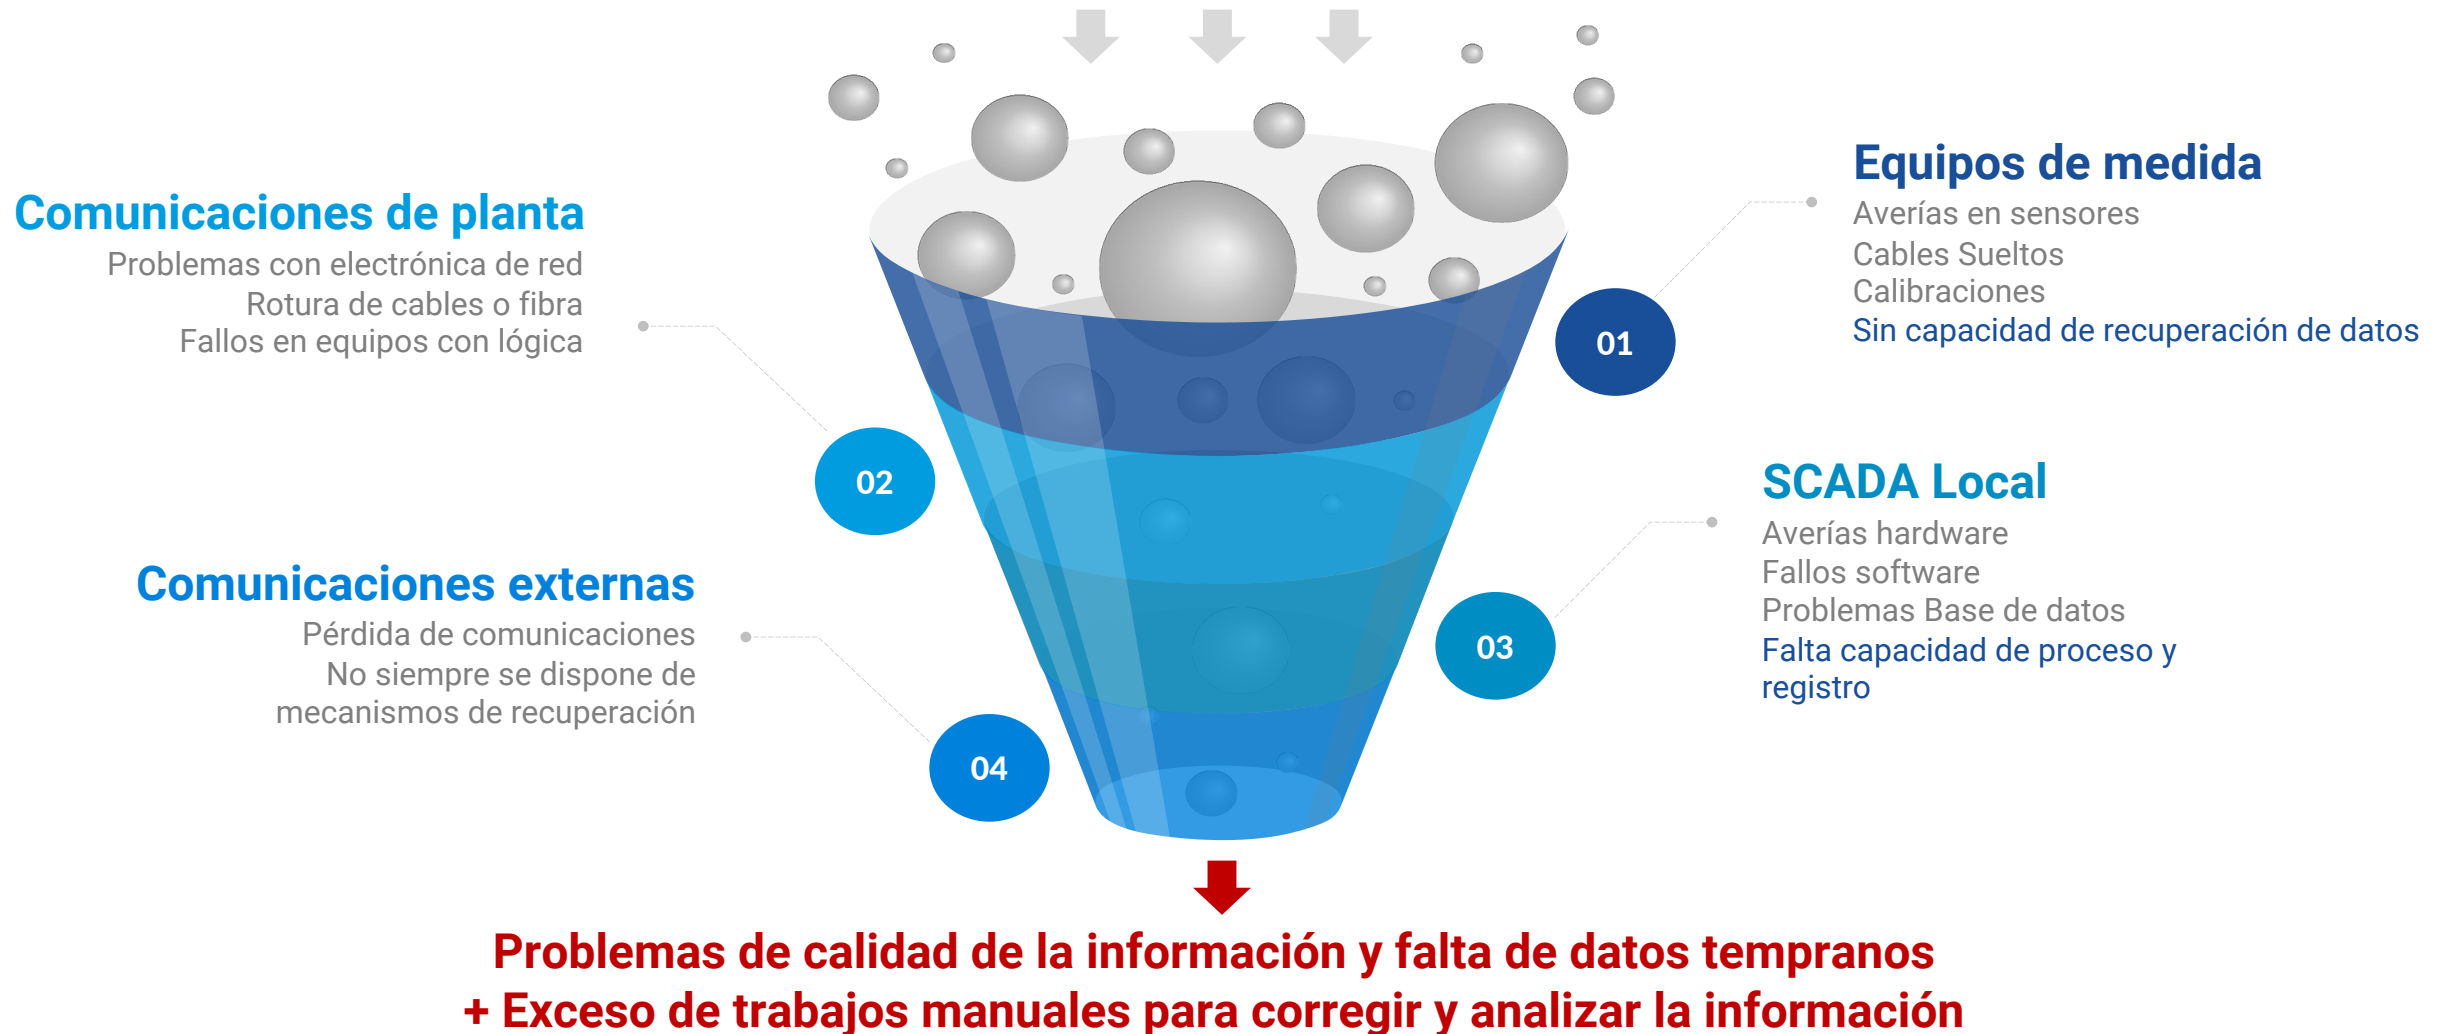 Equipos de medida
Averías en sensores
Cables Sueltos
Calibraciones
Sin capacidad de recuperación de datos
01
Comunicaciones de planta
Problemas con electrónica de red
Rotura de cables o fibra
Fallos en equipos con lógica
02
SCADA Local
Averías hardware
Fallos software
Problemas Base de datos
Falta capacidad de proceso y
registro
03
Comunicaciones externas
Pérdida de comunicaciones
No siempre se dispone de
mecanismos de recuperación
04
Problemas de calidad de la información y falta de datos tempranos
+ Exceso de trabajos manuales para corregir y analizar la información